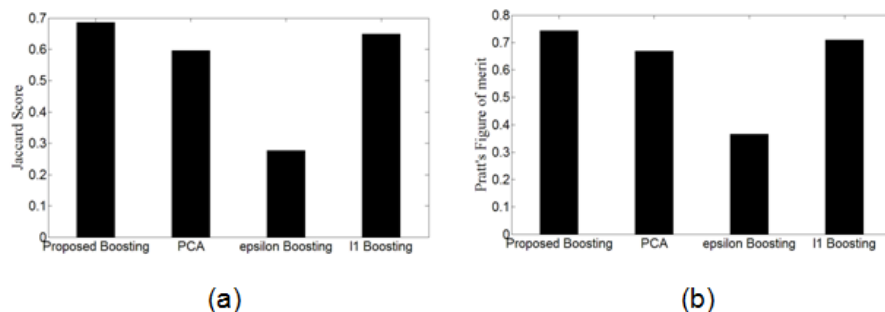 Jaccard Score
0.7
0.6
0.5
0.4
0.3
0.2
0.1
0
Proposed Boosting PCA epsilon Boosting l1 Boosting
(a)
Pratt's Figure of merit
0.8
0.7
0.6
0.5
0.4
0.3
0.2
0.1
0
Proposed Boosting PCA epsilon Boosting l1 Boosting
(b)